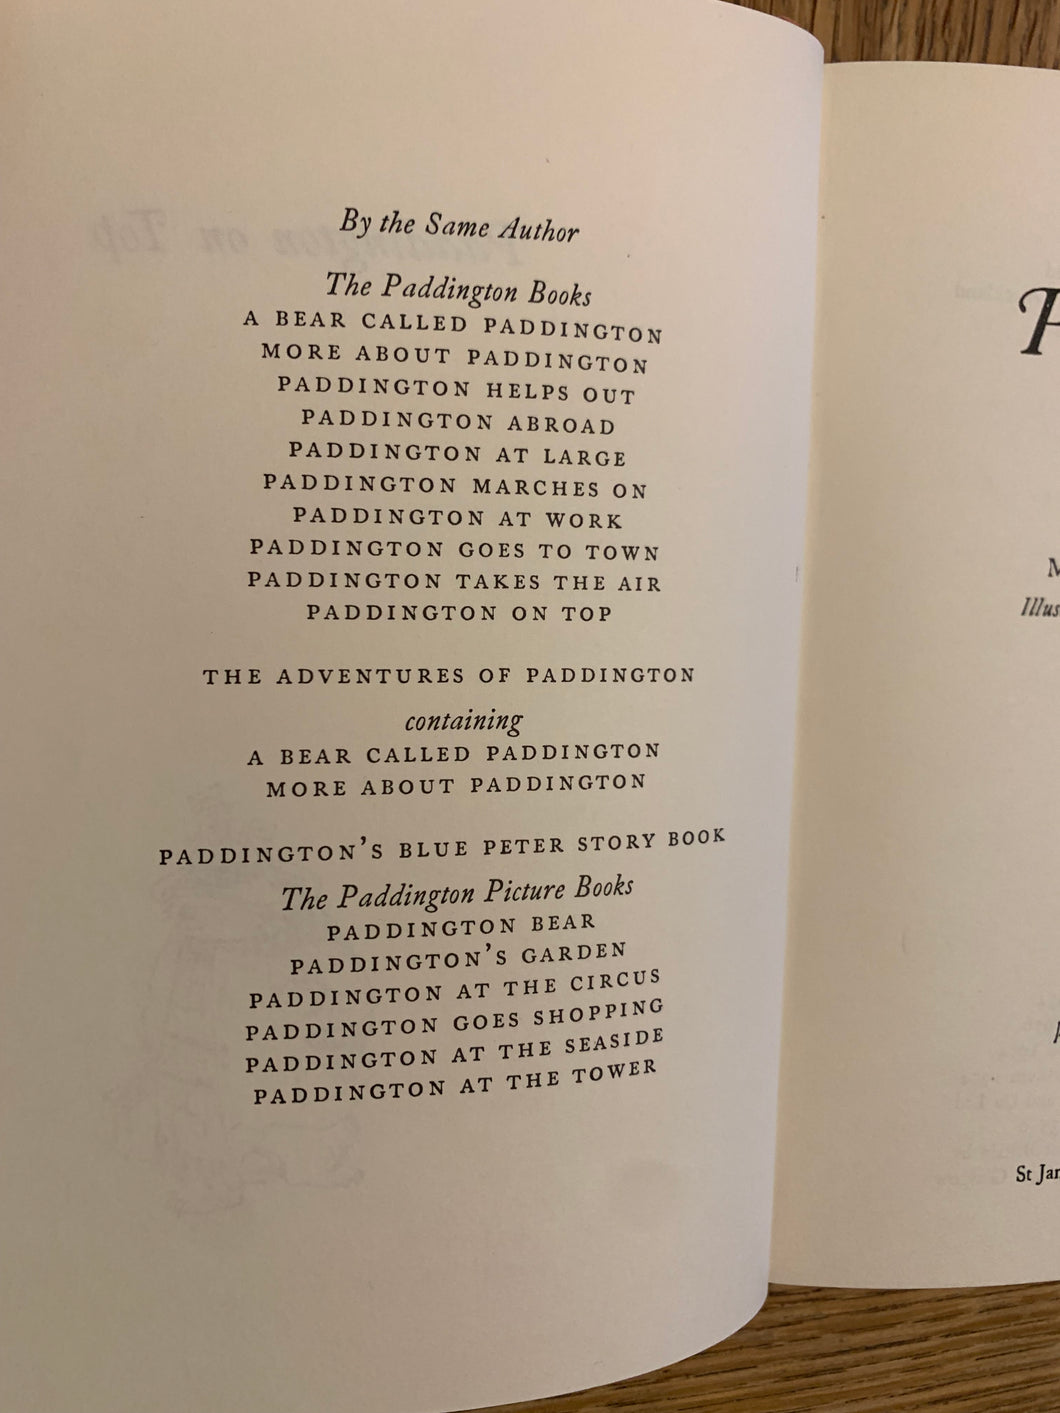 By the Same Author
The Paddington Books
A BEAR CALLED PADDINGTON
MORE ABOUT PADDINGTON
PADDINGTON HELPS OUT
PADDINGTON ABROAD
PADDINGTON AT LARGE
PADDINGTON MARCHES ON
PADDINGTON AT WORK
PADDINGTON GOES TO TOWN
PADDINGTON TAKES THE AIR
PADDINGTON ON TOP
THE ADVENTURES OF PADDINGTON
containing
A BEAR CALLED PADDINGTON
MORE ABOUT PADDINGTON
PADDINGTON'S BLUE PETER STORY BOOK
The Paddington Picture Books
PADDINGTON BEAR
PADDINGTON'S GARDEN
PADDINGTON AT THE CIRCUS
PADDINGTON GOES SHOPPING
PADDINGTON AT THE SEASIDE
PADDINGTON AT THE TOWER
St